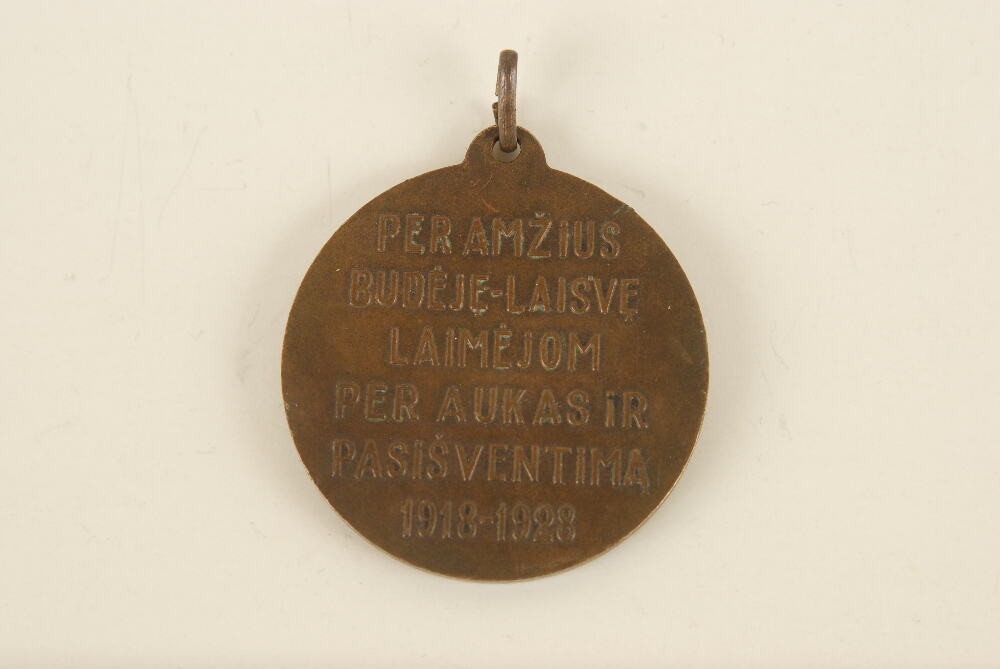 PER AMŽIUS
BUDĖJĘ-LAISVĘ
LAIMĖJOM
PER AUKAS IR
PASIŠVENTIMĄ
1918-1928